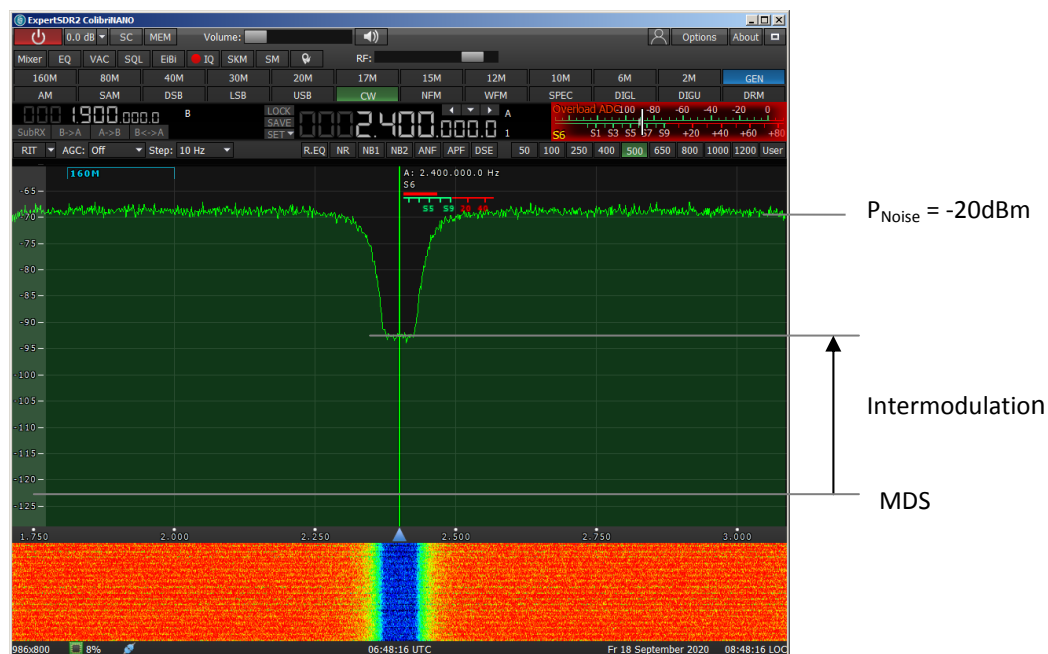 ExpertSDR2 ColibriNANO
0.0 dB SC MEM Volume: Options About
Mixer EQ VAC SQL EiBi IQ SKM SM RF:
160M 80M 40M 30M 20M 17M 15M 12M 10M 6M 2M GEN
AM SAM DSB LSB USB CW NFM WFM SPEC DIGL DIGU DRM
000 1.900.000.0 B LOCK 0002.400.000.0 A Overload ADC 100 -80 -60 -40 -20 0
SAVE
SubRX B->A A->B B<->A SET 1 S6 S1 S3 S5 S7 S9 +20 +40 +60 +80
RIT AGC: Off Step: 10 Hz R.EQ NR NB1 NB2 ANF APF DSE 50 100 250 400 500 650 800 1000 1200 User
160M A: 2.400.000.0 Hz
S6
-65
S5 S9 20 40
-70 PNoise = -20dBm
-75
-80
-85
-90
-95
-100
-105 Intermodulation
-110
-115
-120
MDS
-125
1.750 2.000 2.250 2.500 2.750 3.000
986x800 8% 06:48:16 UTC Fr 18 September 2020 08:48:16 LOC